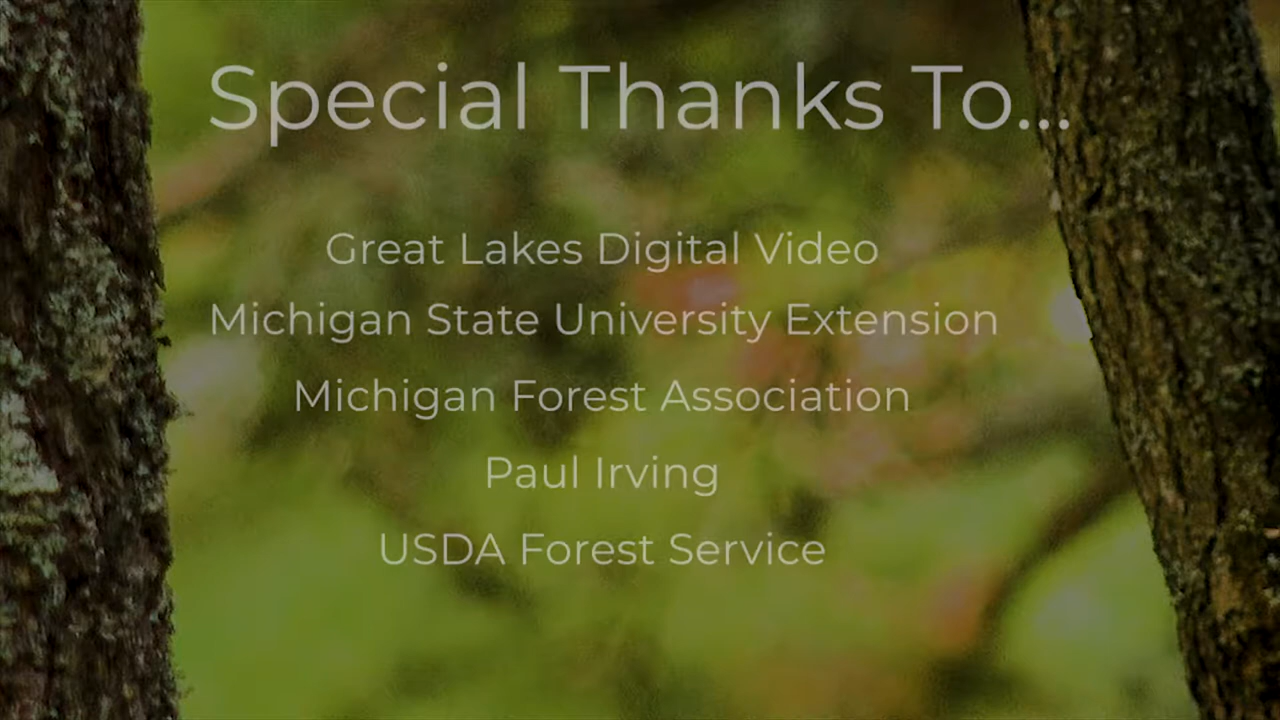 Special Thanks To...
Great Lakes Digital Video
Michigan State University Extension
Michigan Forest Association
Paul Irving
USDA Forest Service